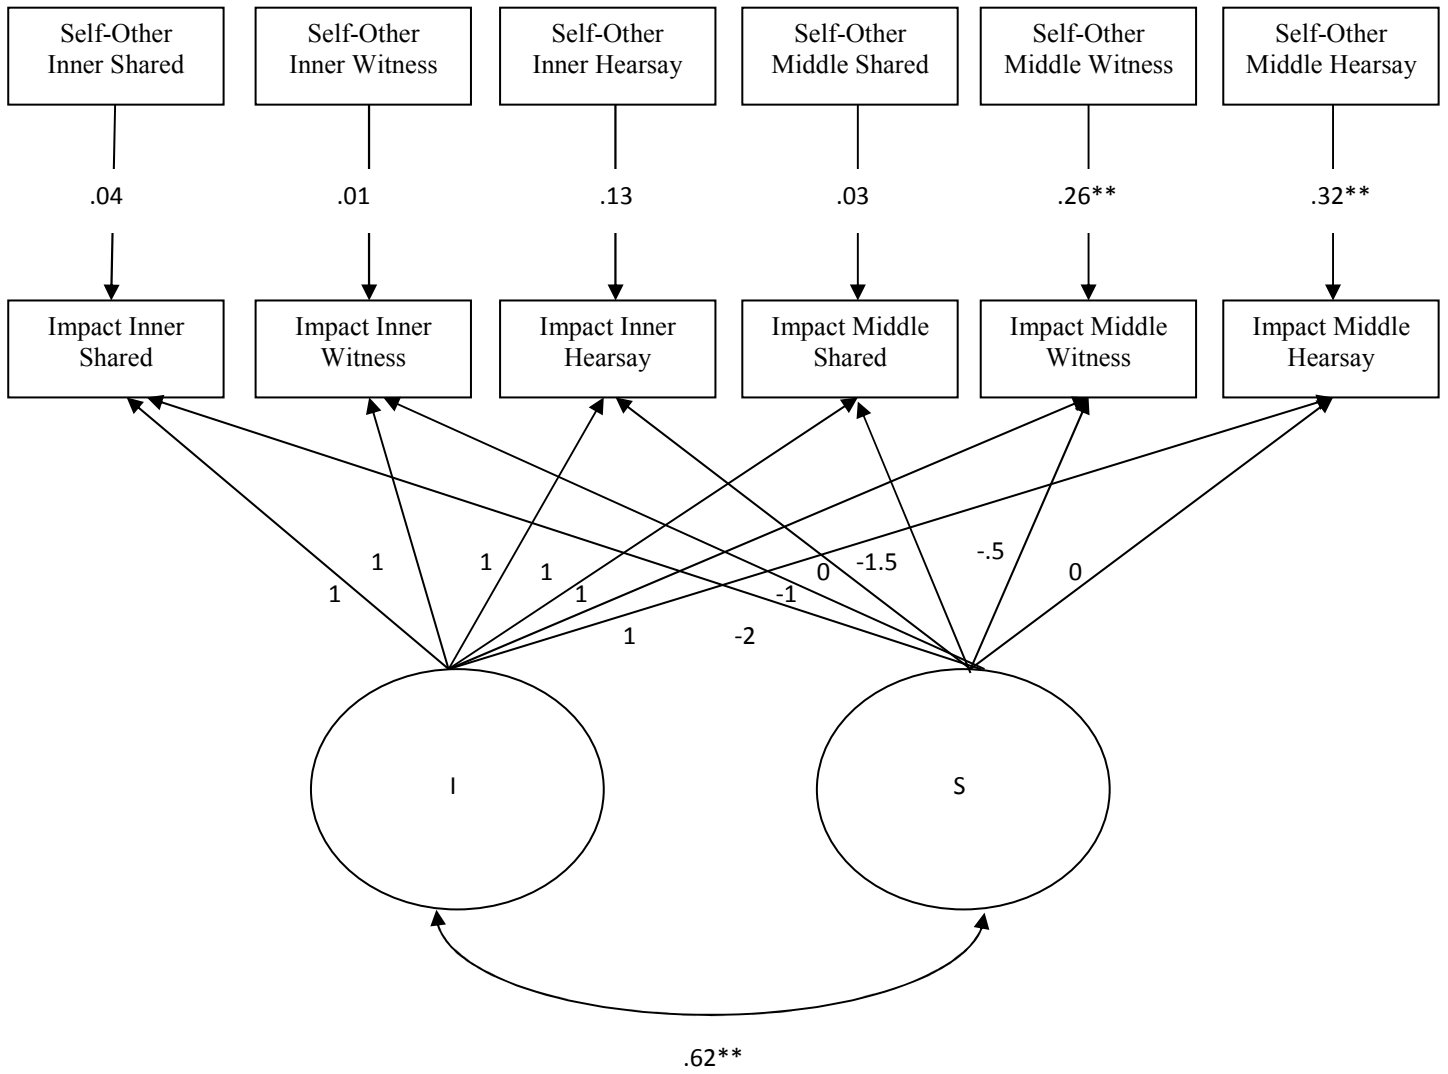 Self-Other
Inner Shared
Self-Other
Inner Witness
Self-Other
Inner Hearsay
Self-Other
Middle Shared
Self-Other
Middle Witness
Self-Other
Middle Hearsay
.04
.01
.13
.03
.26**
.32**
Impact Inner
Shared
Impact Inner
Witness
Impact Inner
Hearsay
Impact Middle
Shared
Impact Middle
Witness
Impact Middle
Hearsay
1
1
1
1
1
1
-2
-1
0
-1.5
-.5
0
I
S
.62**